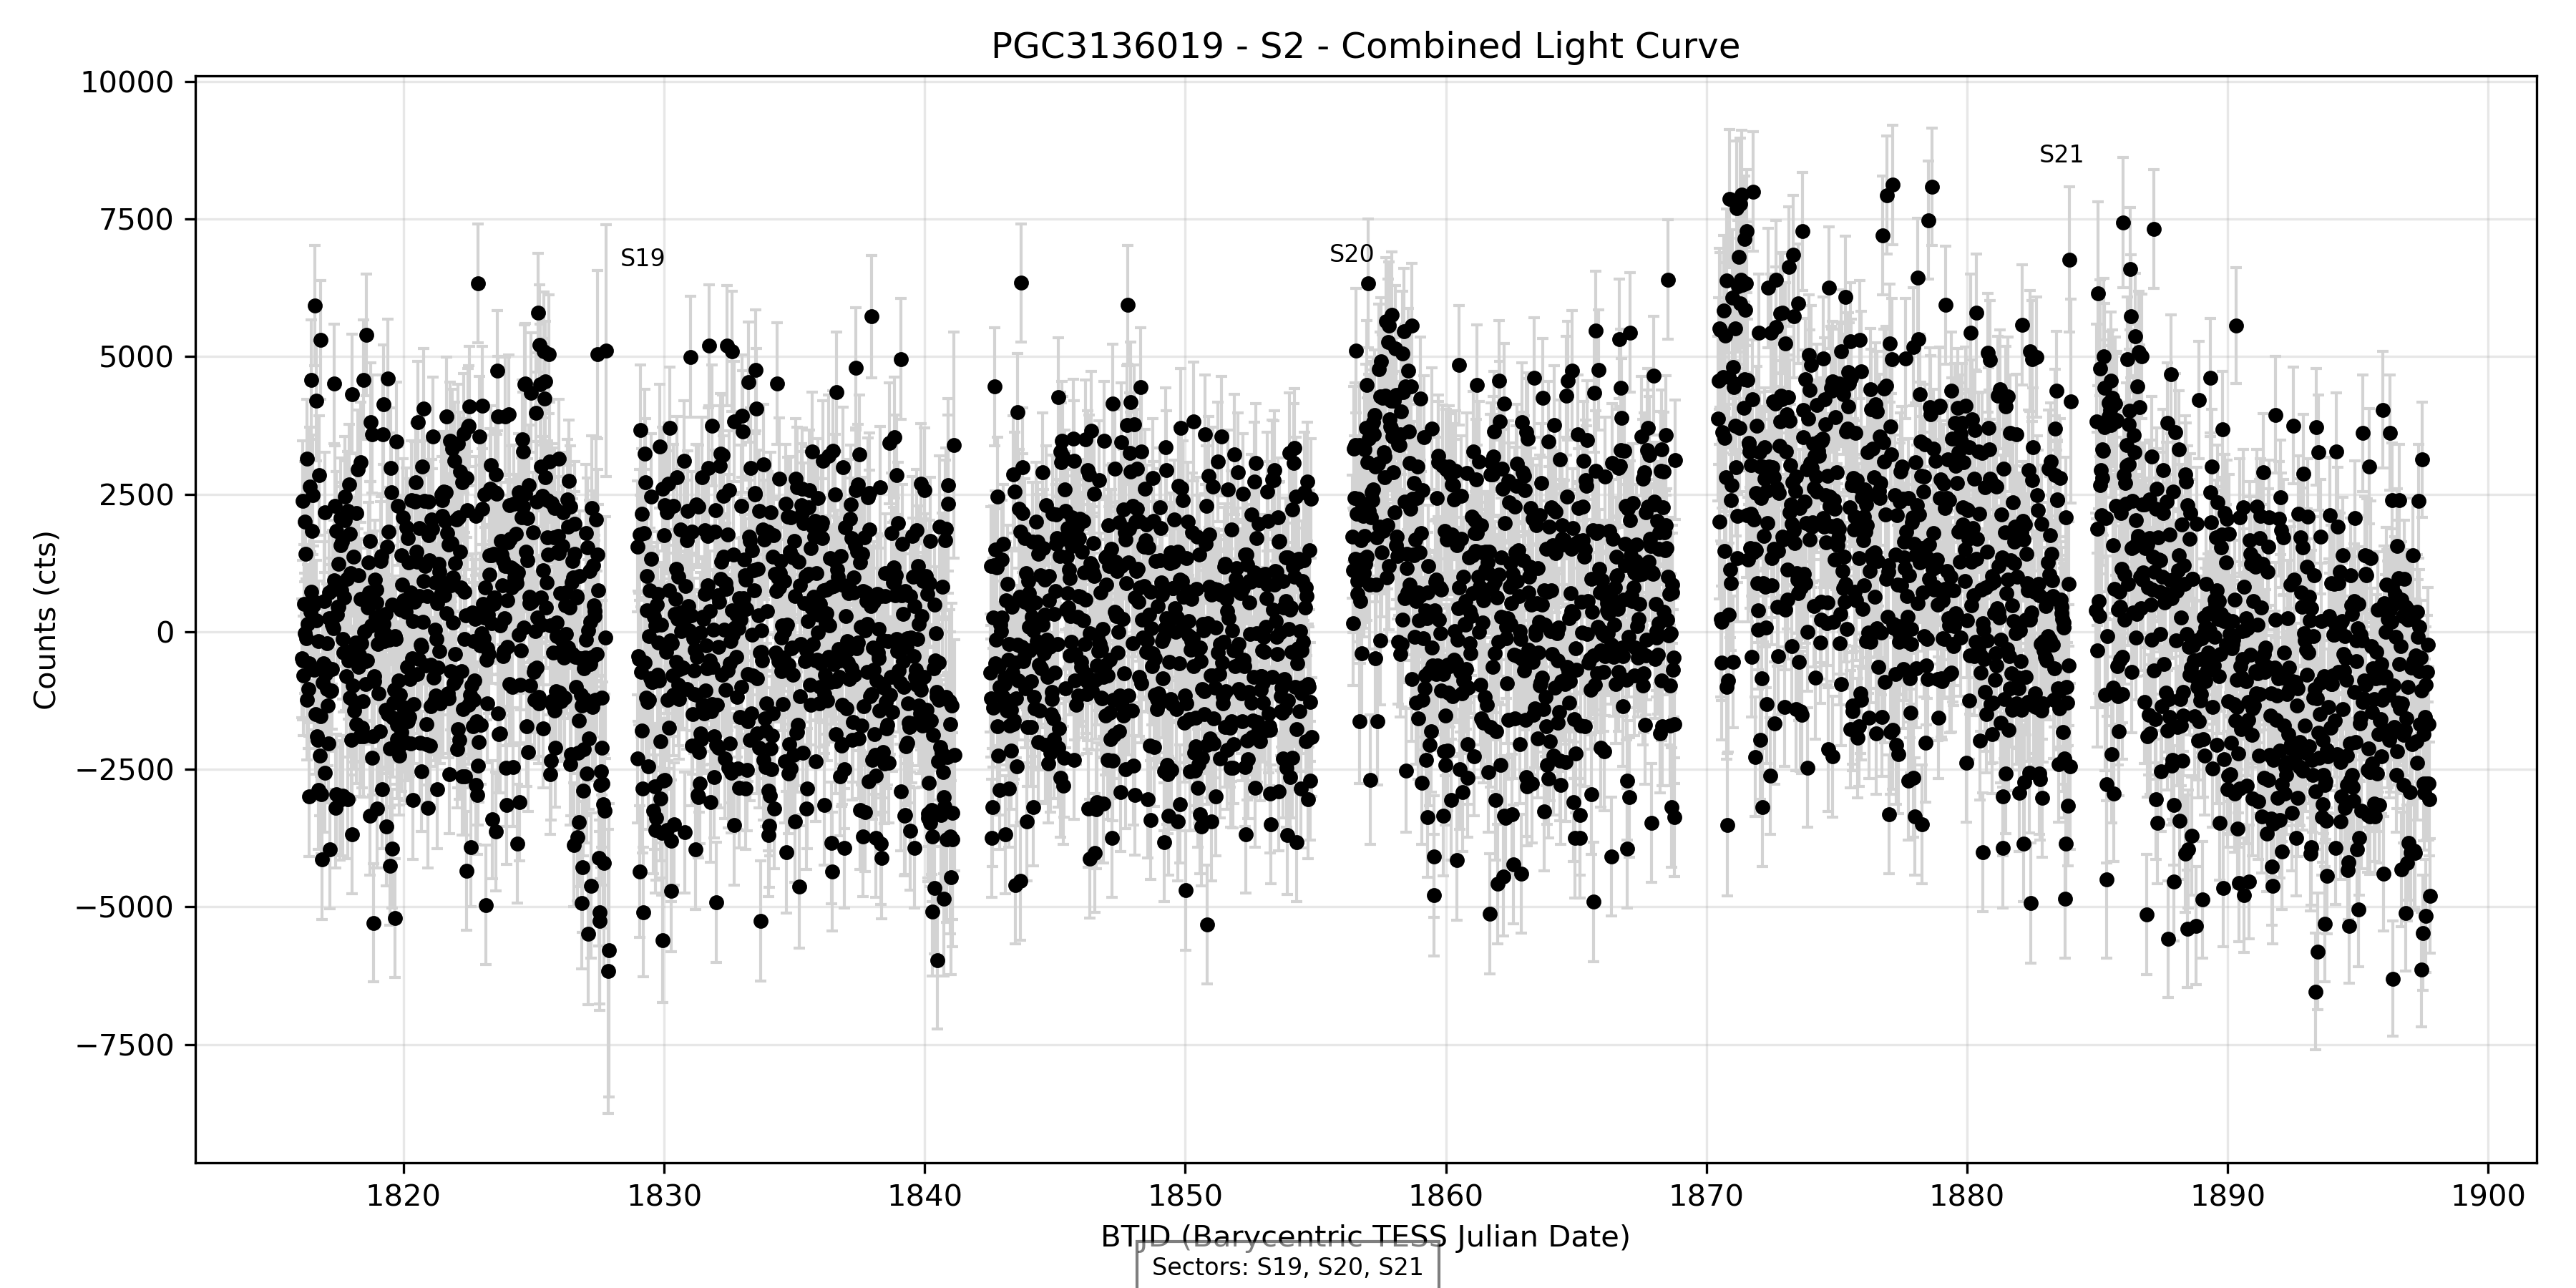 PGC3136019 - S2 - Combined Light Curve
10000
7500
5000
2500
0
−2500
−5000
−7500
Counts (cts)
S19
S20
S21
1820
1830
1840
1850
1860
1870
1880
1890
1900
BTJD (Barycentric TESS Julian Date)
Sectors: S19, S20, S21